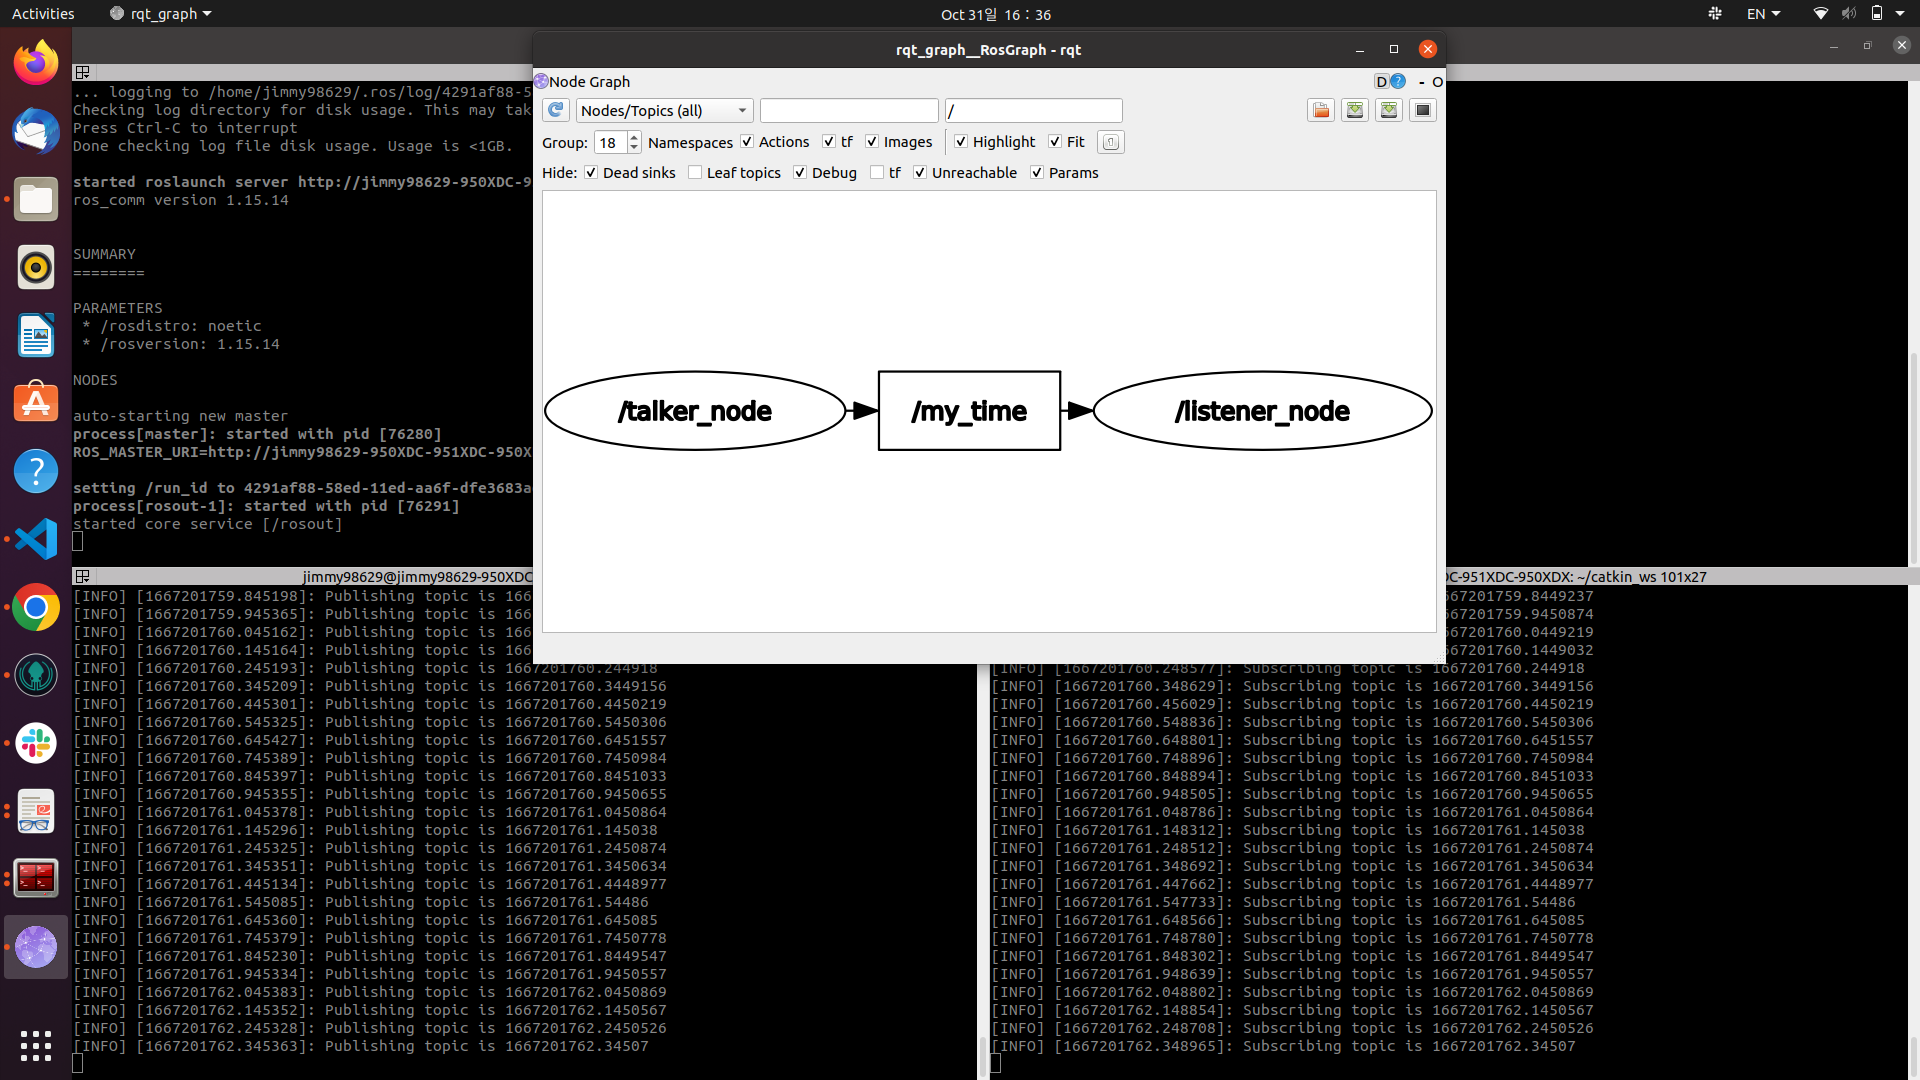 Activities
rqt_graph
Oct 31일 16 : 36
EN
rqt_graph__RosGraph - rqt
Node Graph
D
?
- O
Nodes/Topics (all)
/
Group: 18 Namespaces Actions tf Images Highlight Fit
Hide: Dead sinks Leaf topics Debug tf Unreachable Params
/talker_node
/my_time
/listener_node
... logging to /home/jimmy98629/.ros/log/4291af88-5
Checking log directory for disk usage. This may tak
Press Ctrl-C to interrupt
Done checking log file disk usage. Usage is <1GB.
started roslaunch server http://jimmy98629-950XDC-9
ros_comm version 1.15.14
SUMMARY
========
PARAMETERS
* /rosdistro: noetic
* /rosversion: 1.15.14
NODES
auto-starting new master
process[master]: started with pid [76280]
ROS_MASTER_URI=http://jimmy98629-950XDC-951XDC-950X
setting /run_id to 4291af88-58ed-11ed-aa6f-dfe3683a
process[rosout-1]: started with pid [76291]
started core service [/rosout]
jimmy98629@jimmy98629-950XDC
[INFO] [1667201759.845198]: Publishing topic is 166
[INFO] [1667201759.945365]: Publishing topic is 166
[INFO] [1667201760.045162]: Publishing topic is 166
[INFO] [1667201760.145164]: Publishing topic is 166
[INFO] [1667201760.245193]: Publishing topic is 1667201760.244918
[INFO] [1667201760.345209]: Publishing topic is 1667201760.3449156
[INFO] [1667201760.445301]: Publishing topic is 1667201760.4450219
[INFO] [1667201760.545325]: Publishing topic is 1667201760.5450306
[INFO] [1667201760.645427]: Publishing topic is 1667201760.6451557
[INFO] [1667201760.745389]: Publishing topic is 1667201760.7450984
[INFO] [1667201760.845397]: Publishing topic is 1667201760.8451033
[INFO] [1667201760.945355]: Publishing topic is 1667201760.9450655
[INFO] [1667201761.045378]: Publishing topic is 1667201761.0450864
[INFO] [1667201761.145296]: Publishing topic is 1667201761.145038
[INFO] [1667201761.245325]: Publishing topic is 1667201761.2450874
[INFO] [1667201761.345351]: Publishing topic is 1667201761.3450634
[INFO] [1667201761.445134]: Publishing topic is 1667201761.4448977
[INFO] [1667201761.545085]: Publishing topic is 1667201761.54486
[INFO] [1667201761.645360]: Publishing topic is 1667201761.645085
[INFO] [1667201761.745379]: Publishing topic is 1667201761.7450778
[INFO] [1667201761.845230]: Publishing topic is 1667201761.8449547
[INFO] [1667201761.945334]: Publishing topic is 1667201761.9450557
[INFO] [1667201762.045383]: Publishing topic is 1667201762.0450869
[INFO] [1667201762.145352]: Publishing topic is 1667201762.1450567
[INFO] [1667201762.245328]: Publishing topic is 1667201762.2450526
[INFO] [1667201762.345363]: Publishing topic is 1667201762.34507
DC-951XDC-950XDX: ~/catkin_ws 101x27
667201759.8449237
667201759.9450874
667201760.0449219
667201760.1449032
[INFO] [1667201760.248577]: Subscribing topic is 1667201760.244918
[INFO] [1667201760.348629]: Subscribing topic is 1667201760.3449156
[INFO] [1667201760.456029]: Subscribing topic is 1667201760.4450219
[INFO] [1667201760.548836]: Subscribing topic is 1667201760.5450306
[INFO] [1667201760.648801]: Subscribing topic is 1667201760.6451557
[INFO] [1667201760.748896]: Subscribing topic is 1667201760.7450984
[INFO] [1667201760.848894]: Subscribing topic is 1667201760.8451033
[INFO] [1667201760.948505]: Subscribing topic is 1667201760.9450655
[INFO] [1667201761.048786]: Subscribing topic is 1667201761.0450864
[INFO] [1667201761.148312]: Subscribing topic is 1667201761.145038
[INFO] [1667201761.248512]: Subscribing topic is 1667201761.2450874
[INFO] [1667201761.348692]: Subscribing topic is 1667201761.3450634
[INFO] [1667201761.447662]: Subscribing topic is 1667201761.4448977
[INFO] [1667201761.547733]: Subscribing topic is 1667201761.54486
[INFO] [1667201761.648566]: Subscribing topic is 1667201761.645085
[INFO] [1667201761.748780]: Subscribing topic is 1667201761.7450778
[INFO] [1667201761.848302]: Subscribing topic is 1667201761.8449547
[INFO] [1667201761.948639]: Subscribing topic is 1667201761.9450557
[INFO] [1667201762.048802]: Subscribing topic is 1667201762.0450869
[INFO] [1667201762.148854]: Subscribing topic is 1667201762.1450567
[INFO] [1667201762.248708]: Subscribing topic is 1667201762.2450526
[INFO] [1667201762.348965]: Subscribing topic is 1667201762.34507